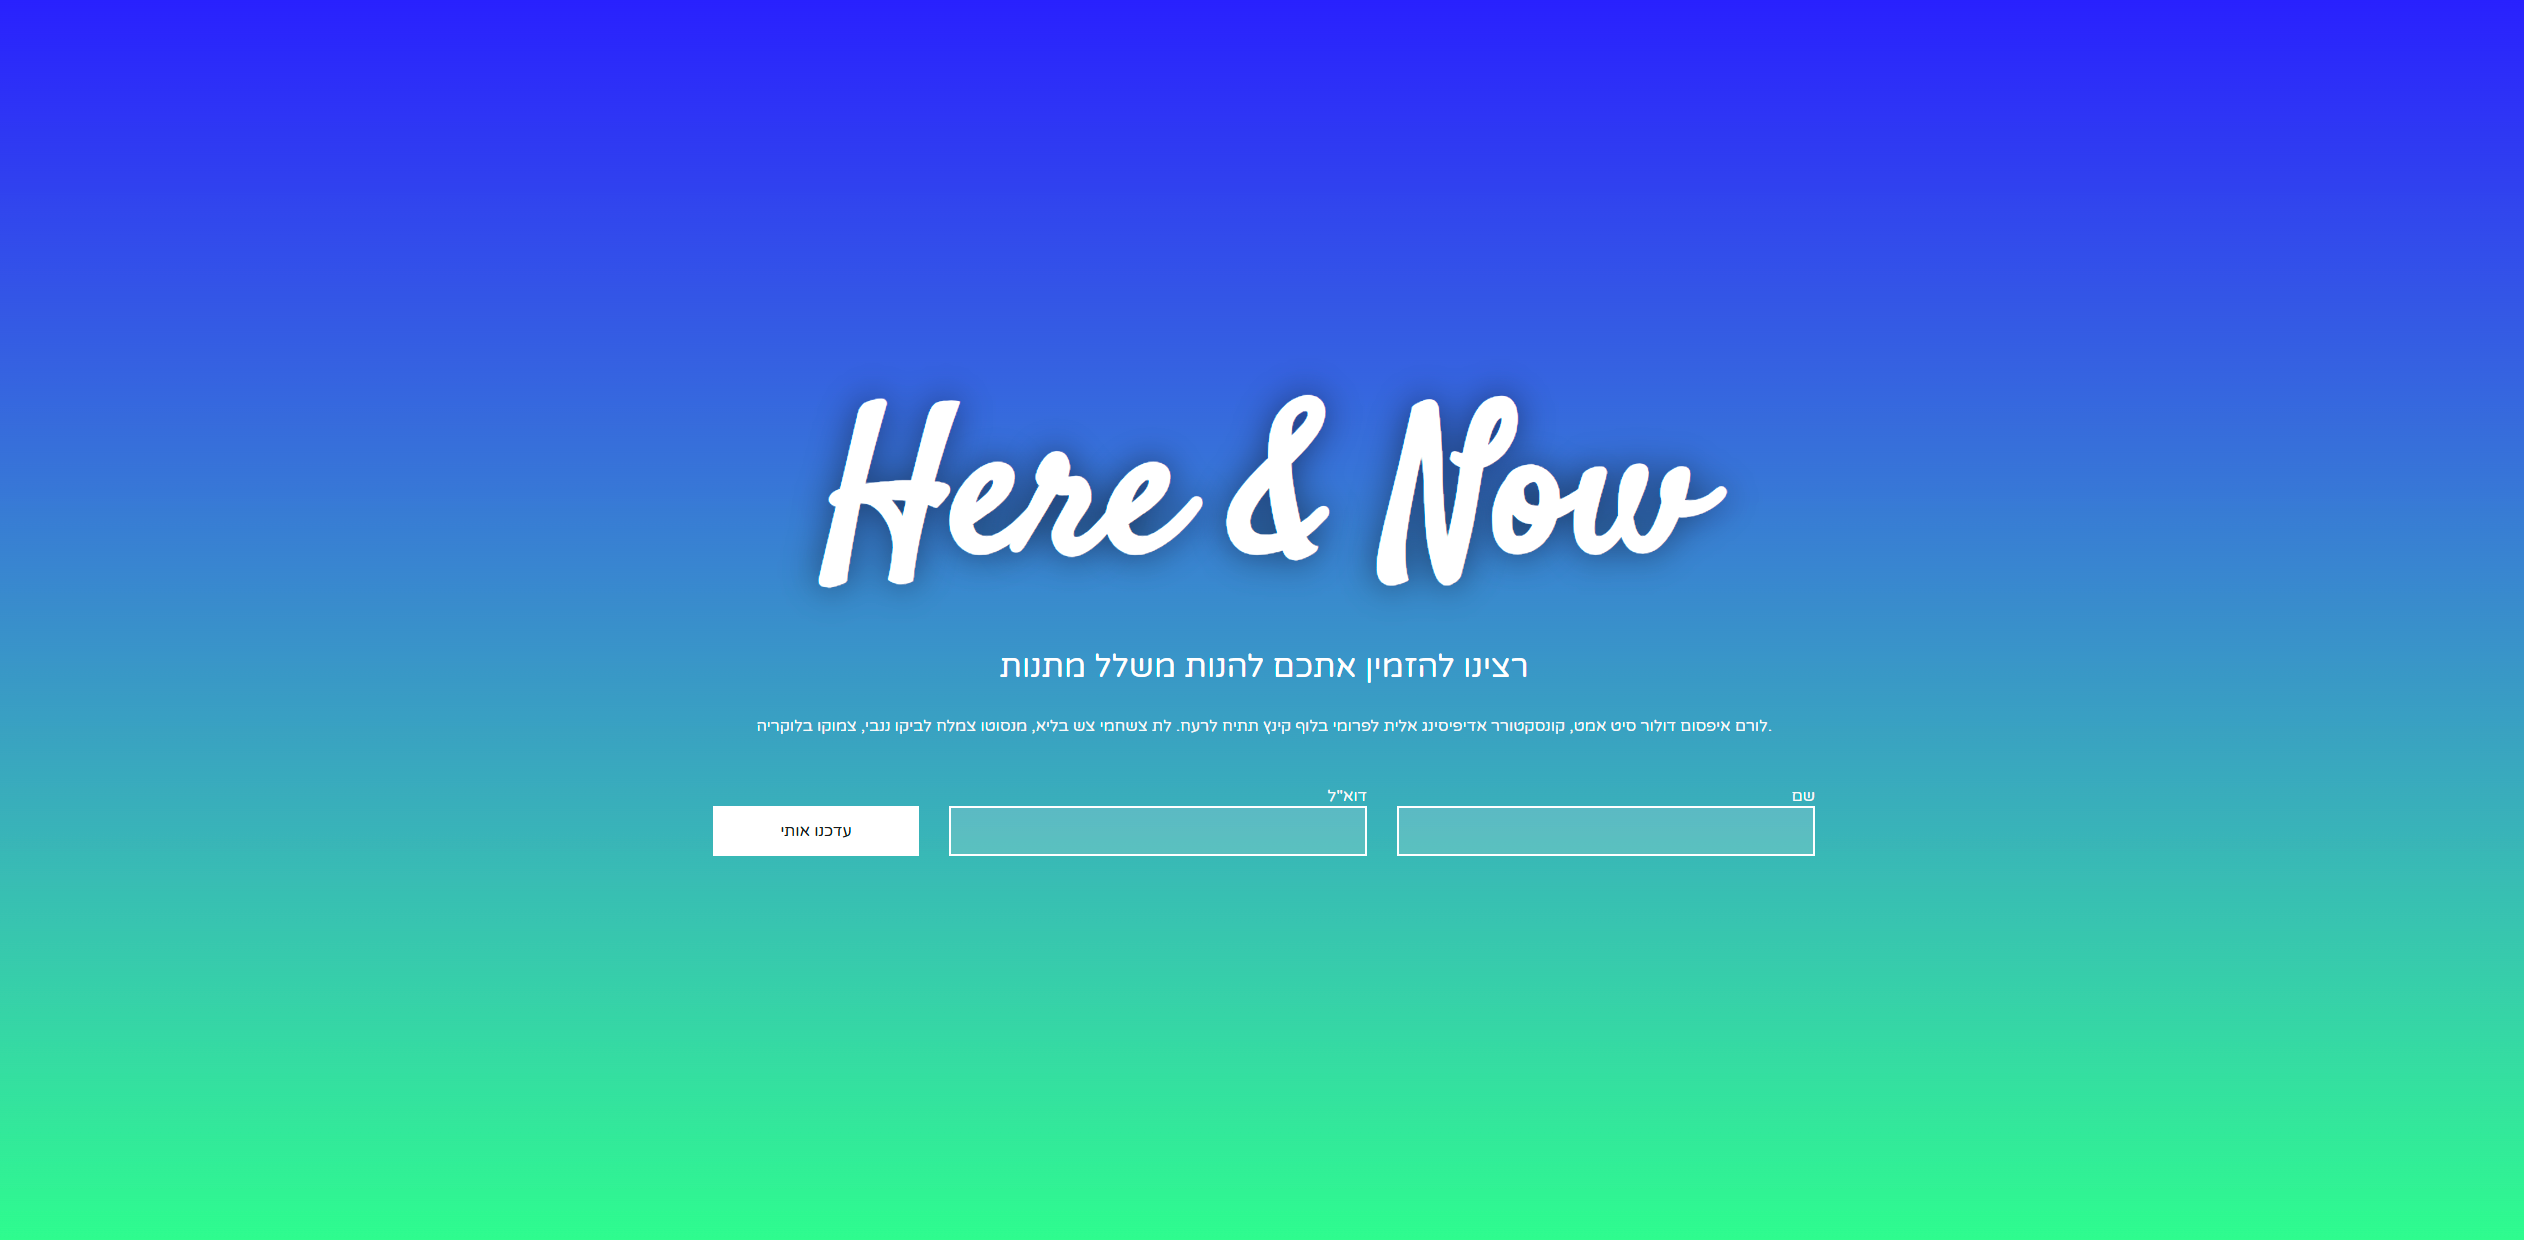 Here & Now
רצינו להזמין אתכם להנות משלל מתנות
לורם איפסום דולור סיט אמט, קונסקטורר אדיפיסינג אלית לפרומי בלוף קינץ תתיח לרעח. לת צשחמי צש בליא, מנסוטו צמלח לביקו ננבי, צמוקו בלוקריה.
שם
דוא"ל
עדכנו אותי